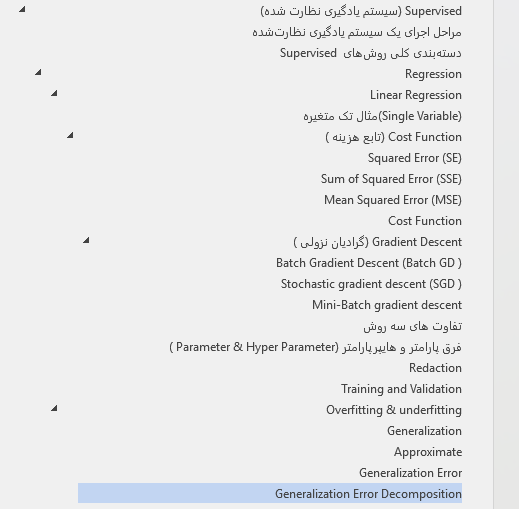 Supervised (سیستم یادگیری نظارت شده)
مراحل اجرای یک سیستم یادگیری نظارت‌شده
دسته‌بندی کلی روش‌های Supervised
Regression
Linear Regression
مثال تک متغیره(Single Variable)
Cost Function (تابع هزینه )
Squared Error (SE)
Sum of Squared Error (SSE)
Mean Squared Error (MSE)
Cost Function
Gradient Descent (گرادیان نزولی )
Batch Gradient Descent (Batch GD )
Stochastic gradient descent (SGD )
Mini-Batch gradient descent
تفاوت های سه روش
فرق پارامتر و هایپرپارامتر (Parameter & Hyper Parameter )
Redaction
Training and Validation
Overfitting & underfitting
Generalization
Approximate
Generalization Error
Generalization Error Decomposition